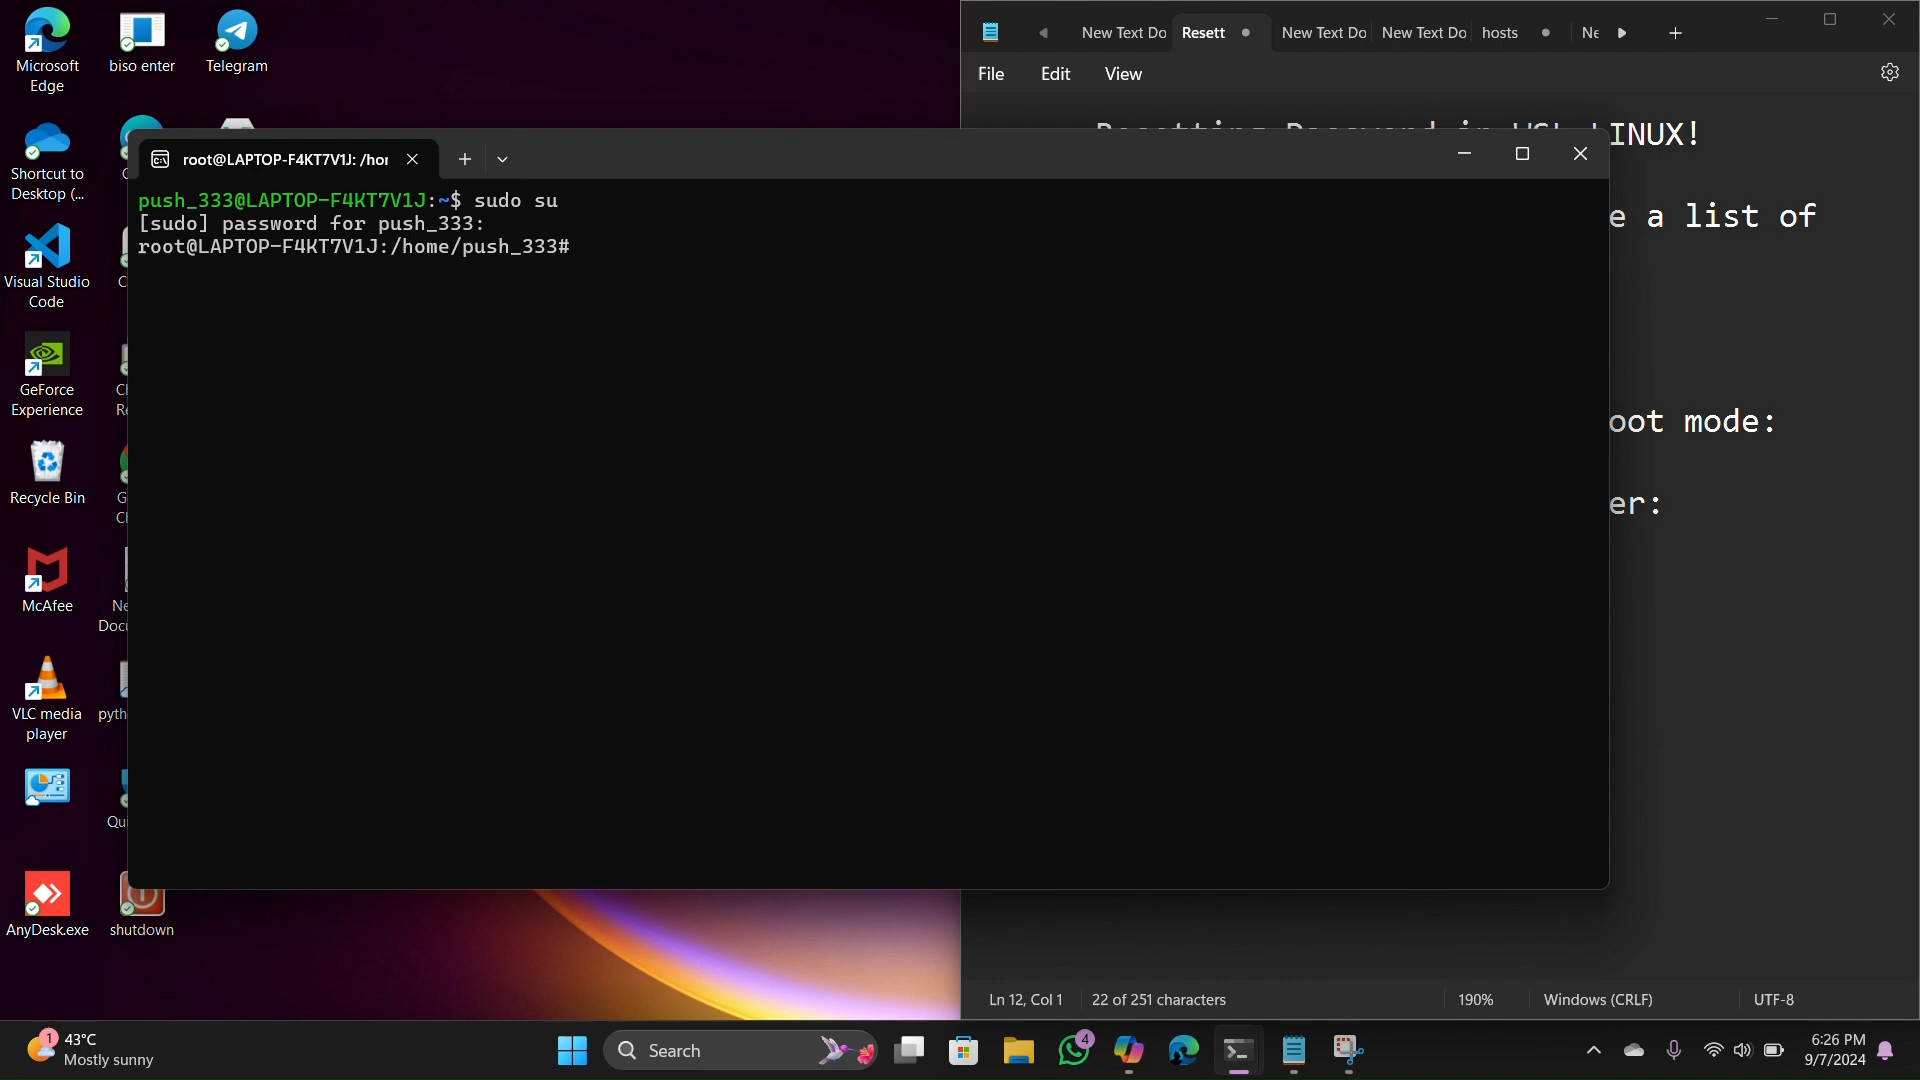 Microsoft
Edge
biso enter
Telegram
Shortcut to
Desktop (...
Visual Studio
Code
GeForce
Experience
Recycle Bin
McAfee
VLC media
player
AnyDesk.exe
shutdown
New Text Do
Resett
New Text Do
New Text Do
hosts
File
Edit
View
INUX!
e a list of
oot mode:
er:
root@LAPTOP-F4KT7V1J: /hor
push_333@LAPTOP-F4KT7V1J:~$ sudo su
[sudo] password for push_333:
root@LAPTOP-F4KT7V1J:/home/push_333#
Ln 12, Col 1
22 of 251 characters
190%
Windows (CRLF)
UTF-8
1
43°C
Mostly sunny
Search
4
6:26 PM
9/7/2024